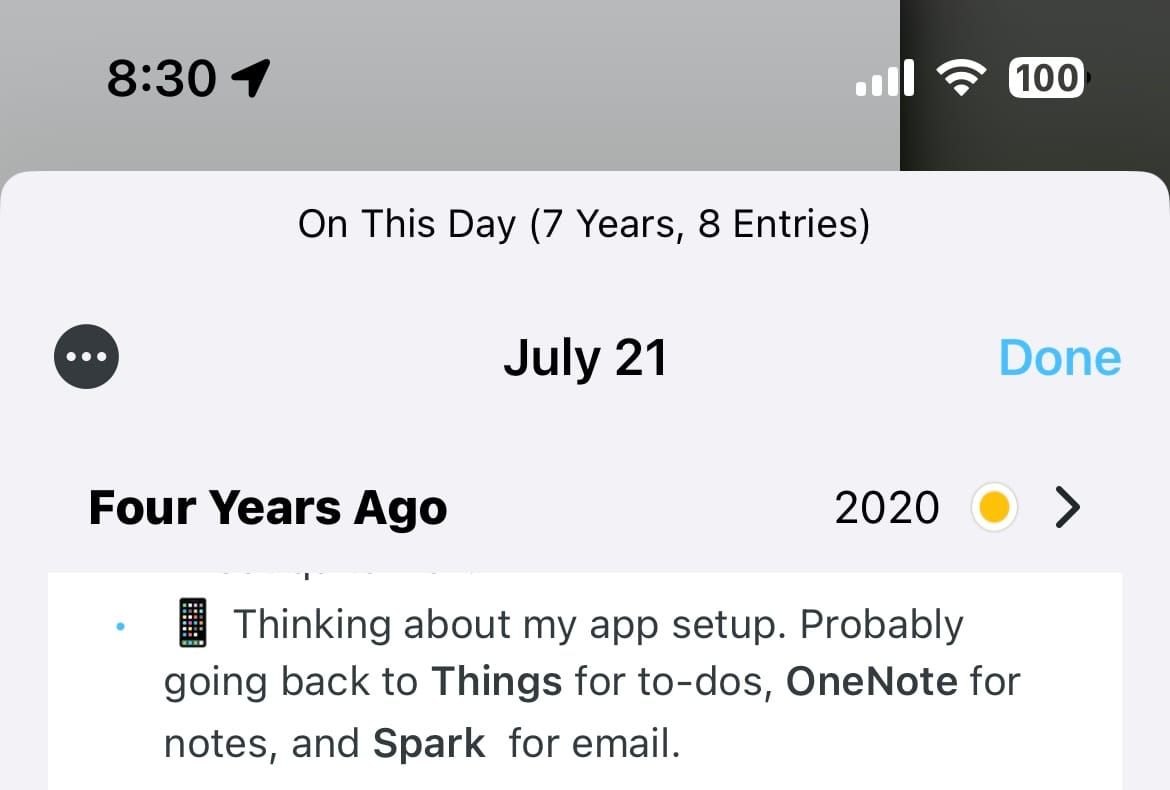 8:30
100
On This Day (7 Years, 8 Entries)
July 21
Done
Four Years Ago
2020
📱 Thinking about my app setup. Probably
going back to Things for to-dos, OneNote for
notes, and Spark for email.